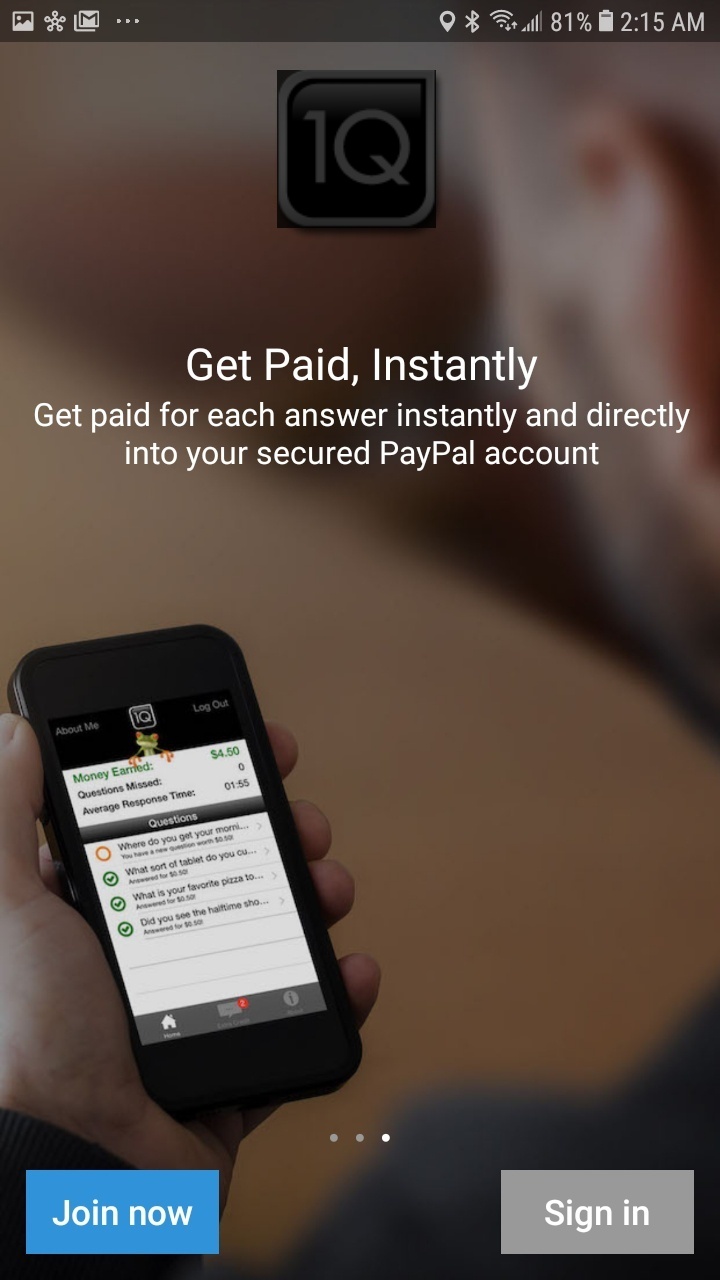 81% 2:15 AM
1Q
Get Paid, Instantly
Get paid for each answer instantly and directly
into your secured PayPal account
About Me
1Q
Log Out
Money Earned: $4.50
Questions Missed: 0
Average Response Time: 01:55
Questions
Where do you get your morni...
You have a new question worth $0.50!
What sort of tablet do you cu...
Answered for $0.50!
What is your favorite pizza to...
Answered for $0.50!
Did you see the halftime sho...
Answered for $0.50!
2
Home
Join now
Sign in